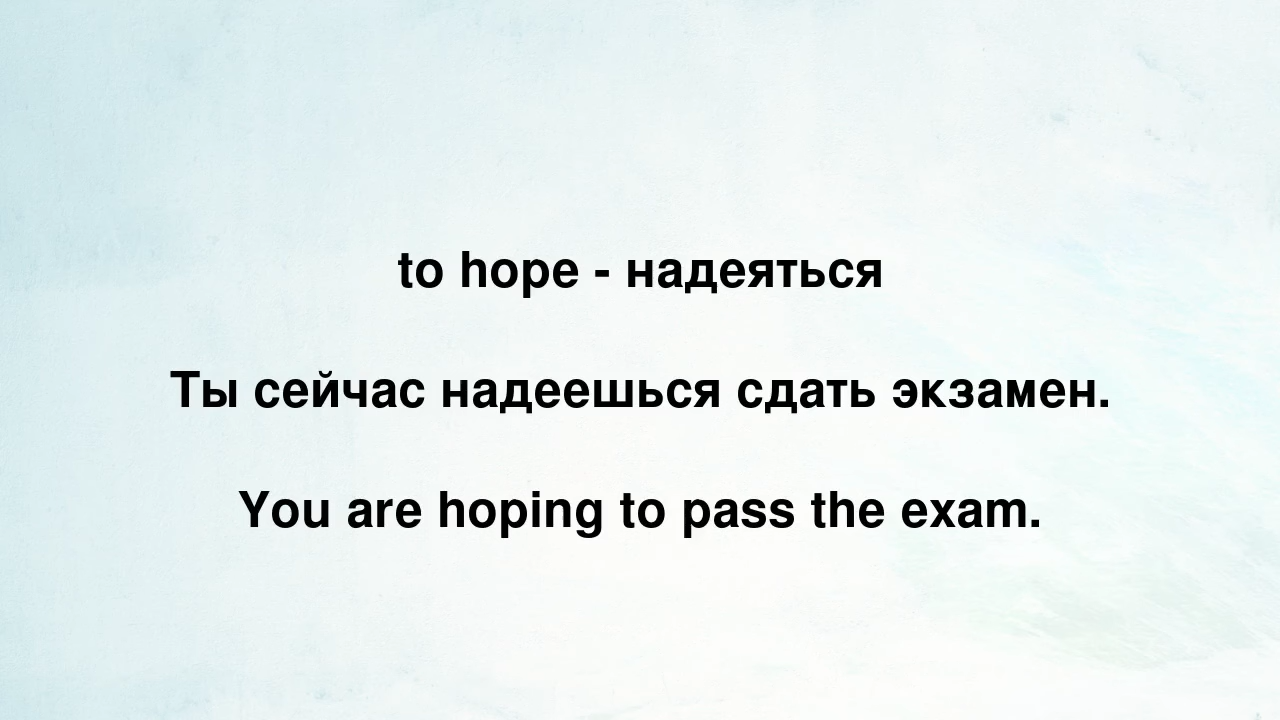 to hope - надеяться
Ты сейчас надеешься сдать экзамен.
You are hoping to pass the exam.